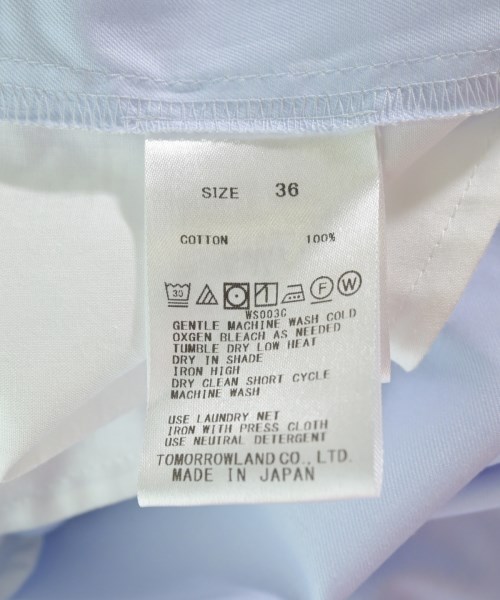 SIZE 36
COTTON 100%
30 F W
WS003C
GENTLE MACHINE WASH COLD
OXGEN BLEACH AS NEEDED
TUMBLE DRY LOW HEAT
DRY IN SHADE
IRON HIGH
DRY CLEAN SHORT CYCLE
MACHINE WASH
USE LAUNDRY NET
IRON WITH PRESS CLOTH
USE NEUTRAL DETERGENT
TOMORROWLAND CO., LTD.
MADE IN JAPAN